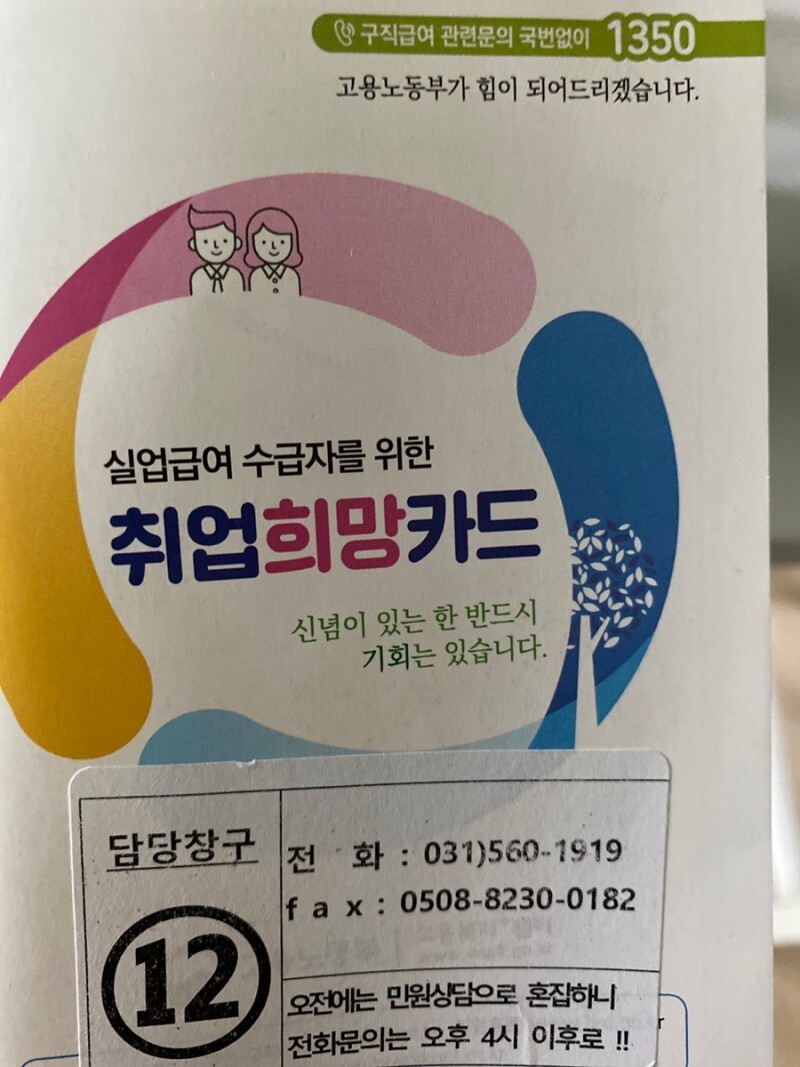 구직급여 관련문의 국번없이 1350
고용노동부가 힘이 되어드리겠습니다.
실업급여 수급자를 위한
취업희망카드
신념이 있는 한 반드시
기회는 있습니다.
담당창구
12
전 화 : 031)560-1919
fax : 0508-8230-0182
오전에는 민원상담으로 혼잡하니
전화문의는 오후 4시 이후로 !!